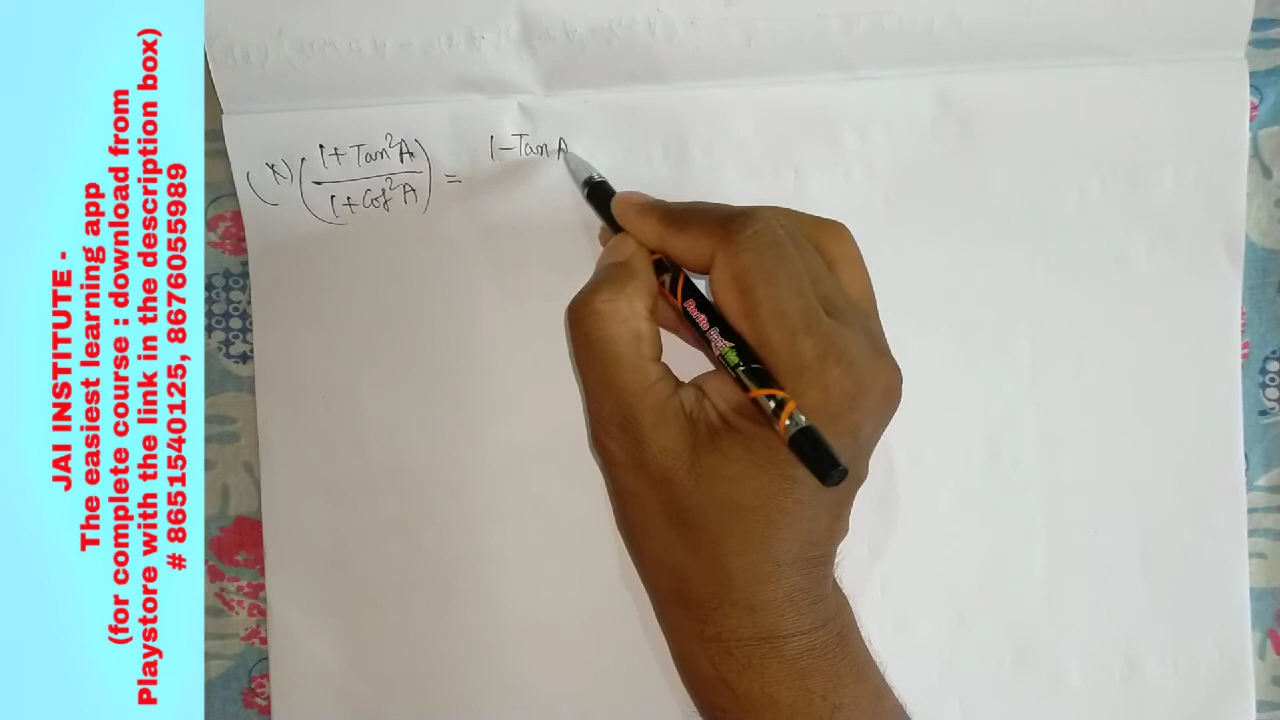 JAI INSTITUTE -
The easiest learning app
(for complete course : download from
Playstore with the link in the description box)
# 8651540125, 8676055989
(x) (1+Tan²A / 1+Cot²A) = 1-Tan A